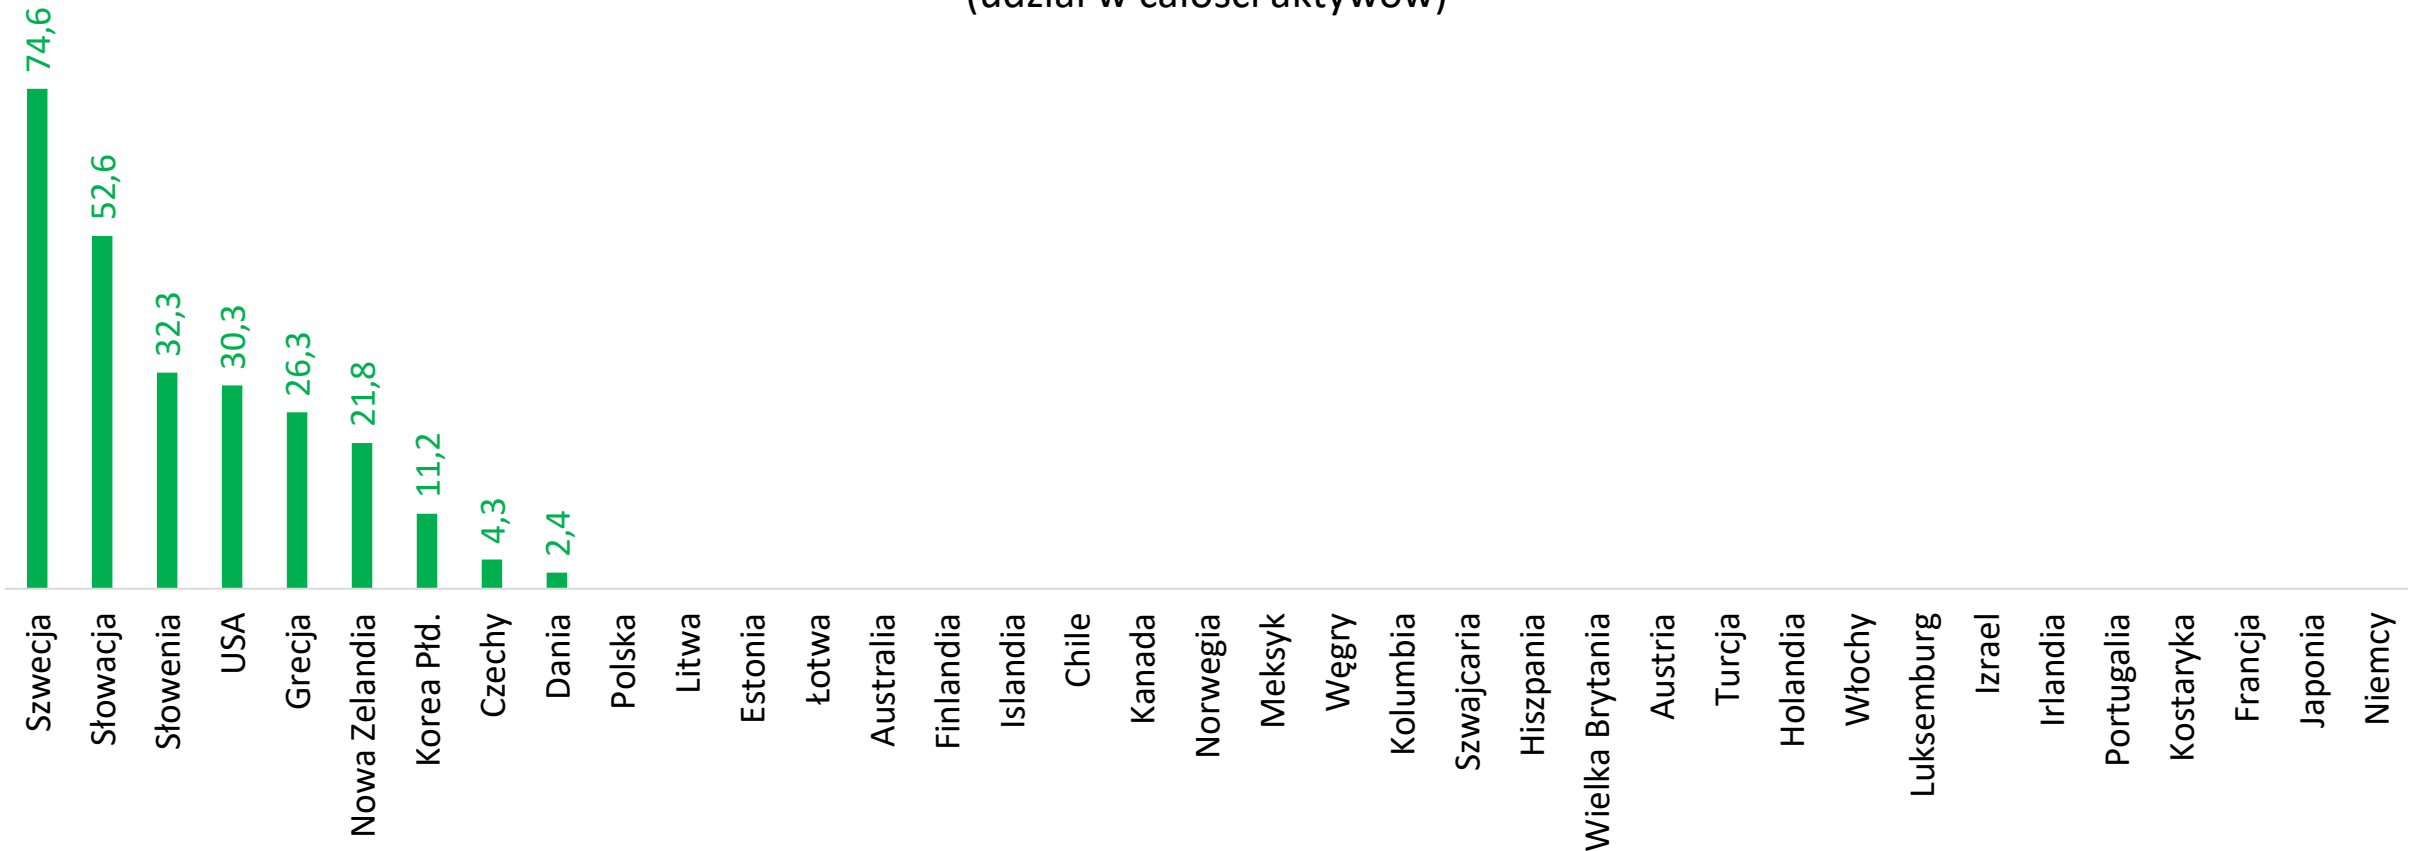 (udział w całości aktywów)
74,6
52,6
32,3
30,3
26,3
21,8
11,2
4,3
2,4
Szwecja
Słowacja
Słowenia
USA
Grecja
Nowa Zelandia
Korea Płd.
Czechy
Dania
Polska
Litwa
Estonia
Łotwa
Australia
Finlandia
Islandia
Chile
Kanada
Norwegia
Meksyk
Węgry
Kolumbia
Szwajcaria
Hiszpania
Wielka Brytania
Austria
Turcja
Holandia
Włochy
Luksemburg
Izrael
Irlandia
Portugalia
Kostaryka
Francja
Japonia
Niemcy